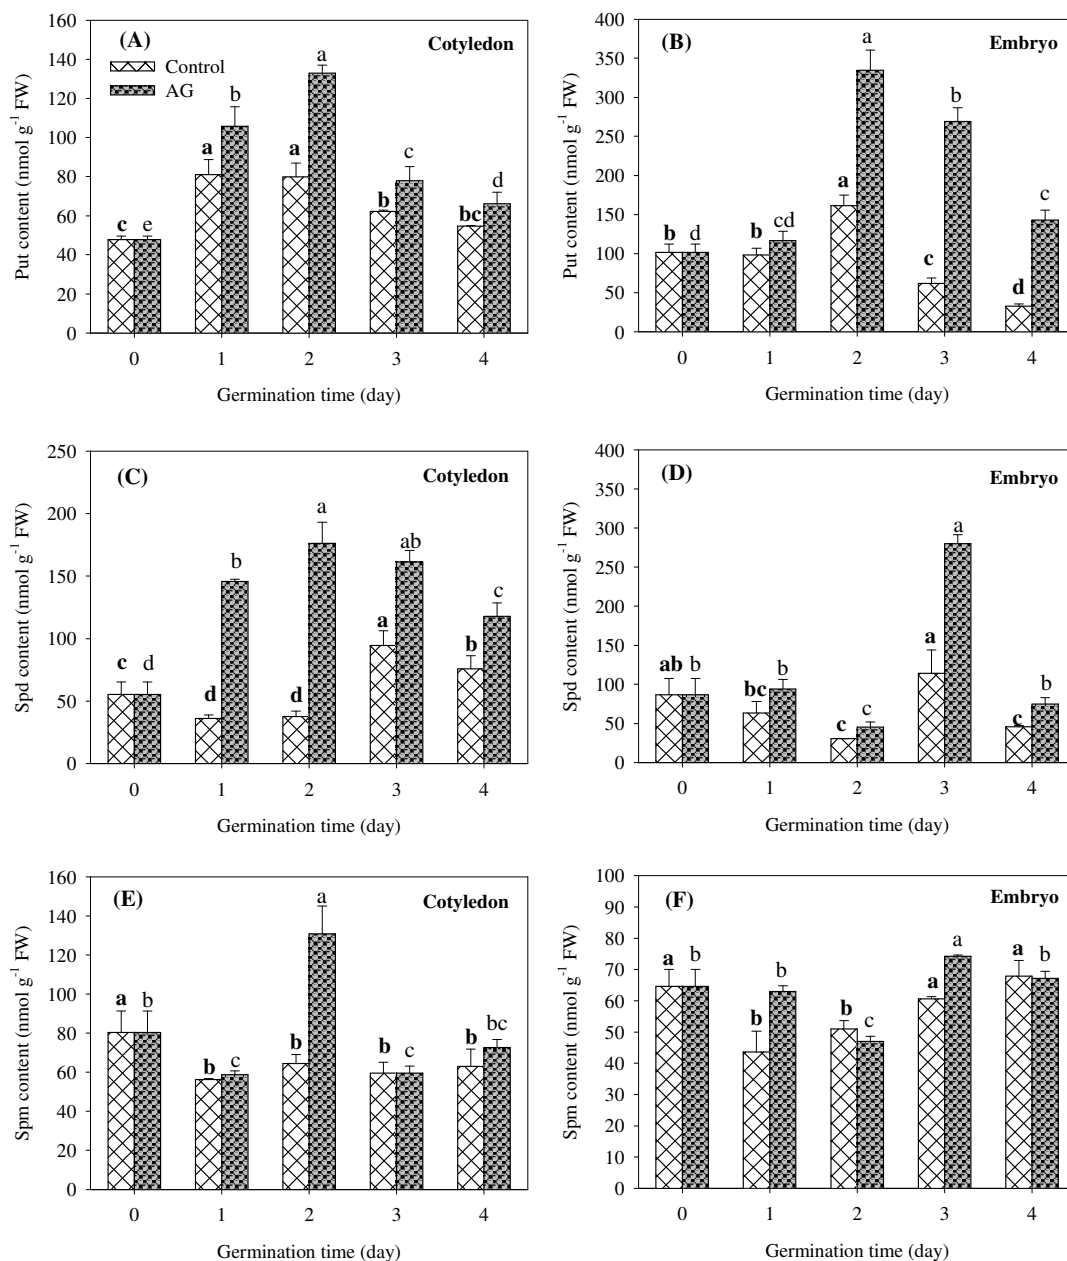 (A) Cotyledon
Control
AG
Put content (nmol g⁻¹ FW)
160
140
120
100
80
60
40
20
0
c e a b a a b c bc d
0 1 2 3 4
Germination time (day)
(B) Embryo
Put content (nmol g⁻¹ FW)
400
350
300
250
200
150
100
50
0
b d b cd a a c b d c
0 1 2 3 4
Germination time (day)
(C) Cotyledon
Spd content (nmol g⁻¹ FW)
250
200
150
100
50
0
c d d b d a a ab b c
0 1 2 3 4
Germination time (day)
(D) Embryo
Spd content (nmol g⁻¹ FW)
400
350
300
250
200
150
100
50
0
ab b bc b c c a a c b
0 1 2 3 4
Germination time (day)
(E) Cotyledon
Spm content (nmol g⁻¹ FW)
160
140
120
100
80
60
40
20
0
a b b c b a b c b bc
0 1 2 3 4
Germination time (day)
(F) Embryo
Spm content (nmol g⁻¹ FW)
100
90
80
70
60
50
40
30
20
10
0
a b b b b c a a a b
0 1 2 3 4
Germination time (day)